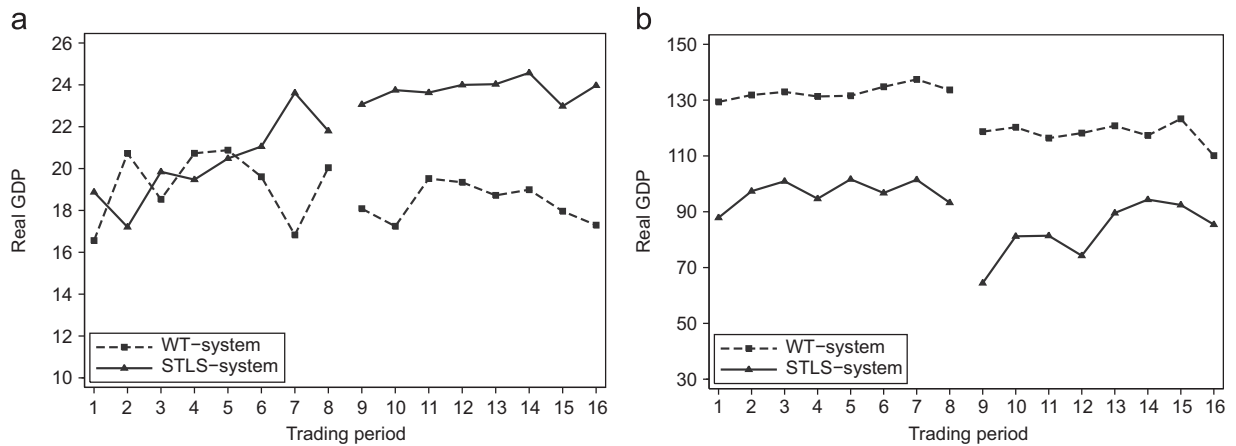 a
26
24
22
20
18
16
14
12
10
Real GDP
WT-system
STLS-system
1 2 3 4 5 6 7 8 9 10 11 12 13 14 15 16
Trading period
b
150
130
110
90
70
50
30
Real GDP
WT-system
STLS-system
1 2 3 4 5 6 7 8 9 10 11 12 13 14 15 16
Trading period